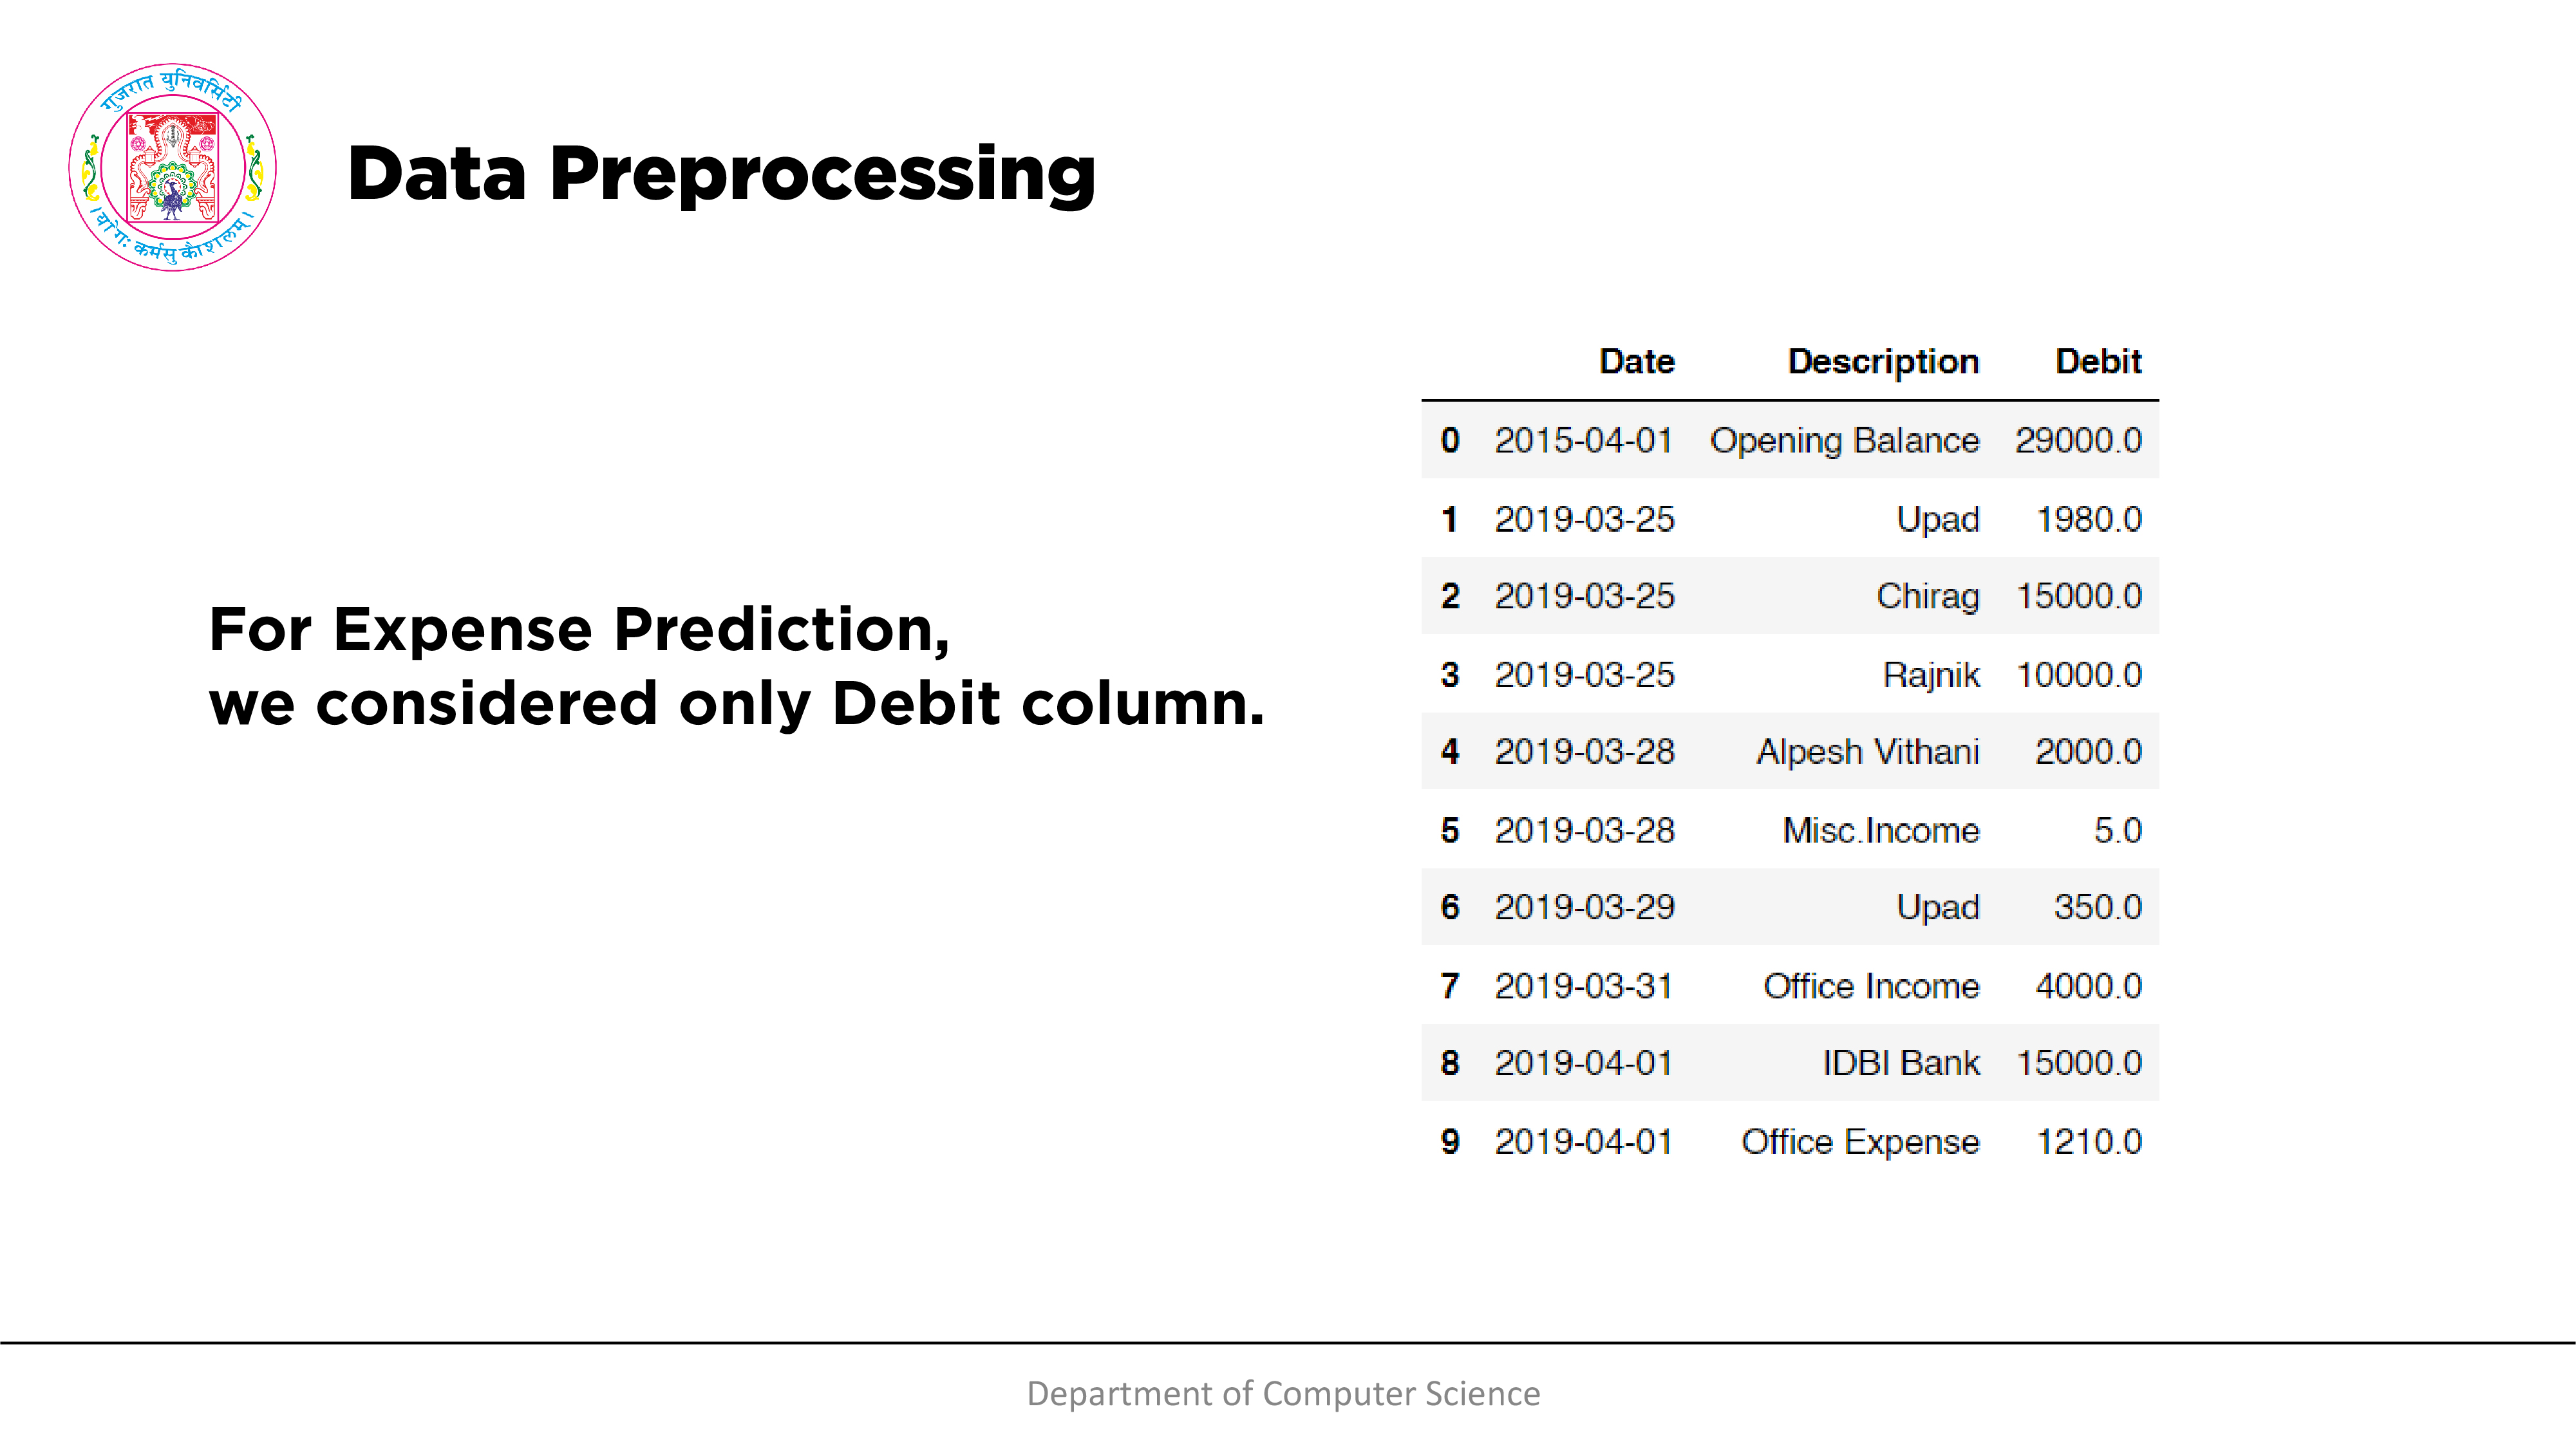 गुजरात युनिवर्सिटी
। योगः कर्मसु कौशलम् ।
Data Preprocessing
For Expense Prediction,
we considered only Debit column.
Date Description Debit
0 2015-04-01 Opening Balance 29000.0
1 2019-03-25 Upad 1980.0
2 2019-03-25 Chirag 15000.0
3 2019-03-25 Rajnik 10000.0
4 2019-03-28 Alpesh Vithani 2000.0
5 2019-03-28 Misc.Income 5.0
6 2019-03-29 Upad 350.0
7 2019-03-31 Office Income 4000.0
8 2019-04-01 IDBI Bank 15000.0
9 2019-04-01 Office Expense 1210.0
Department of Computer Science